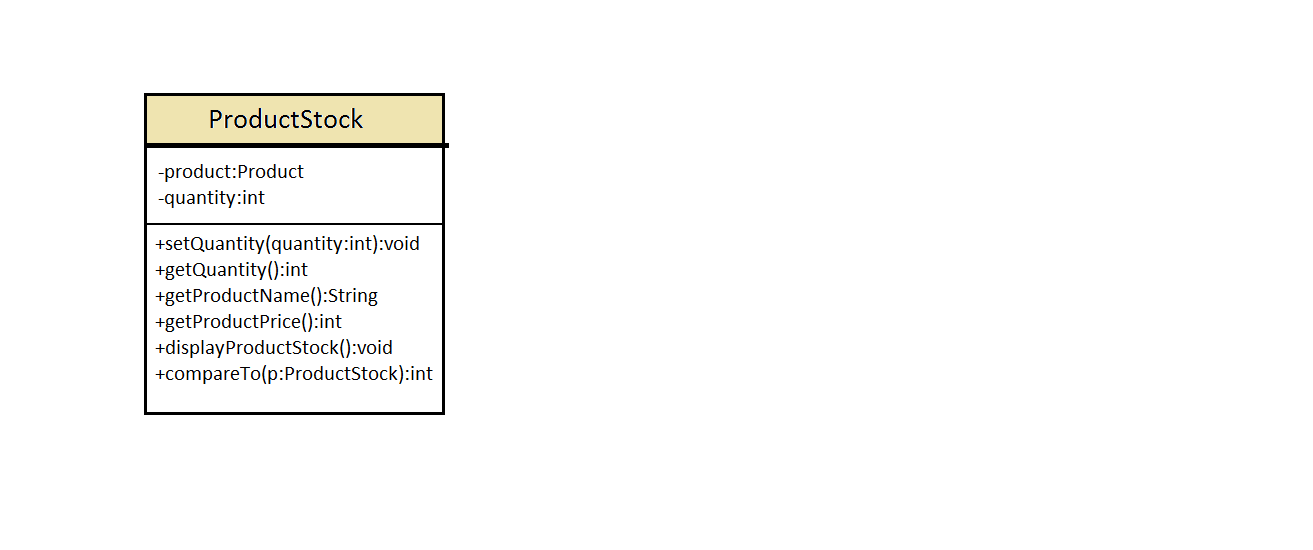 ProductStock
-product:Product
-quantity:int
+setQuantity(quantity:int):void
+getQuantity():int
+getProductName():String
+getProductPrice():int
+displayProductStock():void
+compareTo(p:ProductStock):int